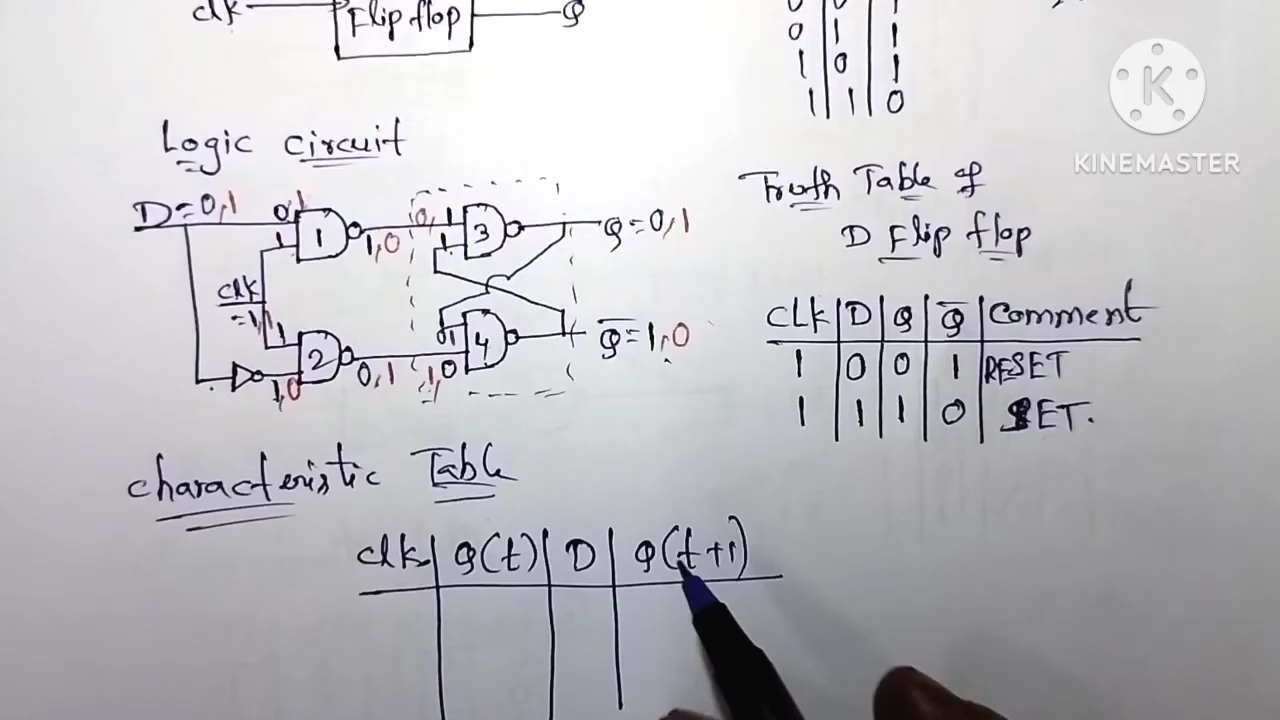 clk Flip flop Q
0 0 1
0 1 1
1 0 1
1 1 0
K
KINEMASTER
Logic circuit
D=0,1 0,1 1 1 1,0 0,1 1 3 Q=0,1
clk =1,1 1 2 1,0 0,1 0,1 1,0 4 Q̅=1,0
Truth Table of
D Flip flop
CLK D Q Q̅ Comment
1 0 0 1 RESET
1 1 1 0 SET.
characteristic Table
clk Q(t) D Q(t+1)